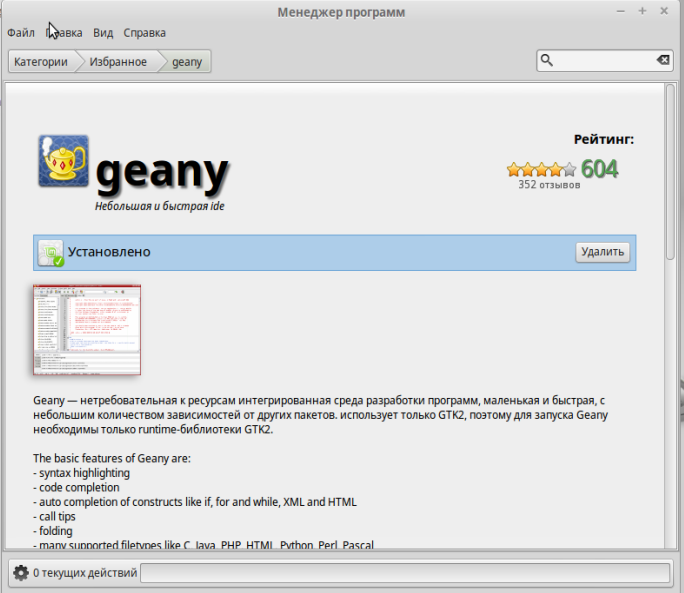 Менеджер программ
Файл Правка Вид Справка
Категории Избранное geany
Рейтинг:
geany
604
352 отзывов
Небольшая и быстрая ide
Установлено Удалить
Geany — нетребовательная к ресурсам интегрированная среда разработки программ, маленькая и быстрая, с
небольшим количеством зависимостей от других пакетов. использует только GTK2, поэтому для запуска Geany
необходимы только runtime-библиотеки GTK2.
The basic features of Geany are:
- syntax highlighting
- code completion
- auto completion of constructs like if, for and while, XML and HTML
- call tips
- folding
- many supported filetypes like C, Java, PHP, HTML, Python, Perl, Pascal
0 текущих действий